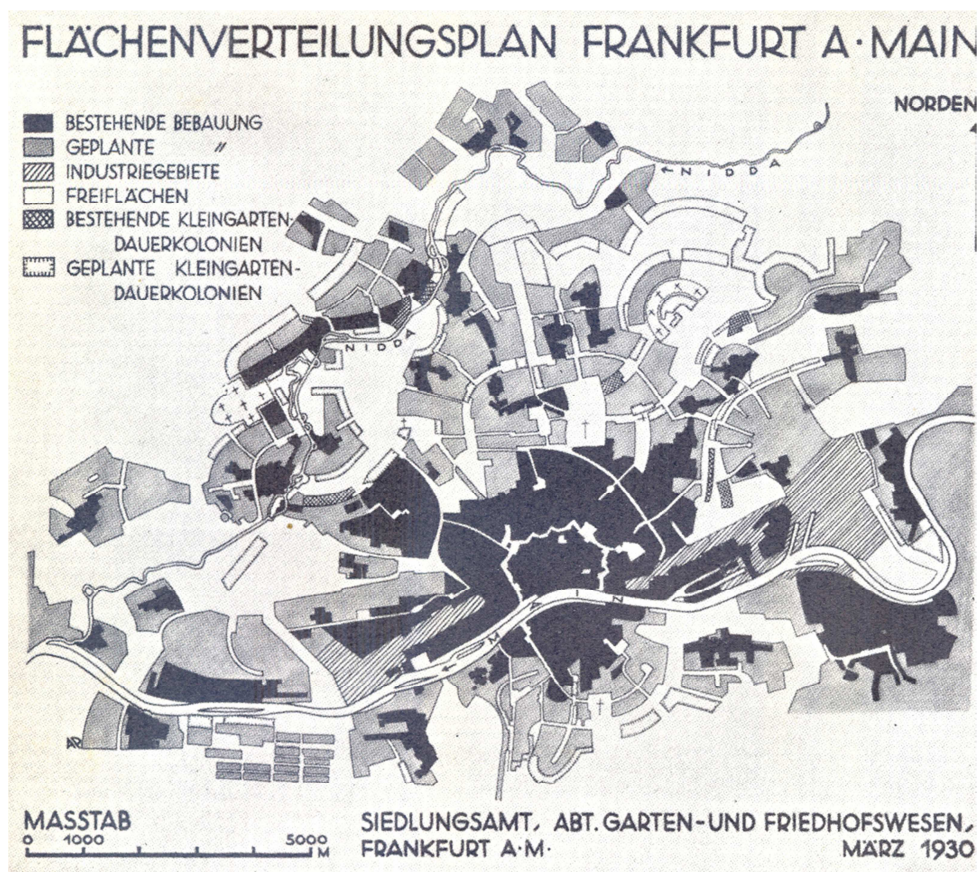 FLÄCHENVERTEILUNGSPLAN FRANKFURT A·MAIN
NORDEN
BESTEHENDE BEBAUUNG
GEPLANTE "
INDUSTRIEGEBIETE
FREIFLÄCHEN
BESTEHENDE KLEINGARTEN-
DAUERKOLONIEN
GEPLANTE KLEINGARTEN-
DAUERKOLONIEN
NIDDA
NIDDA
MAIN
AP
MASSTAB
0 1000 5000 M
SIEDLUNGSAMT, ABT. GARTEN-UND FRIEDHOFSWESEN,
FRANKFURT A·M· MÄRZ 1930